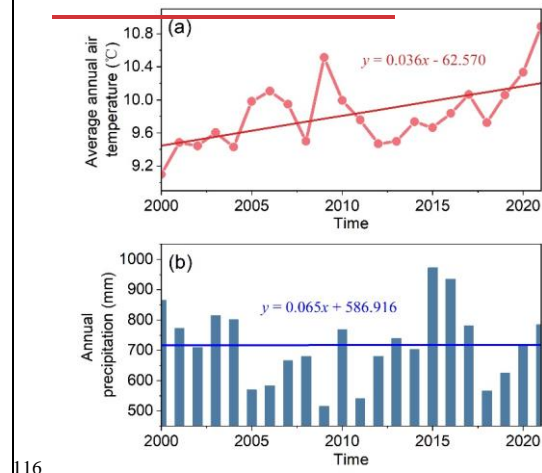 (a)
y = 0.036x - 62.570
Average annual air
temperature (℃)
10.8
10.4
10.0
9.6
9.2
2000
2005
2010
2015
2020
Time
(b)
y = 0.065x + 586.916
Annual
precipitation (mm)
1000
900
800
700
600
500
2000
2005
2010
2015
2020
Time
116